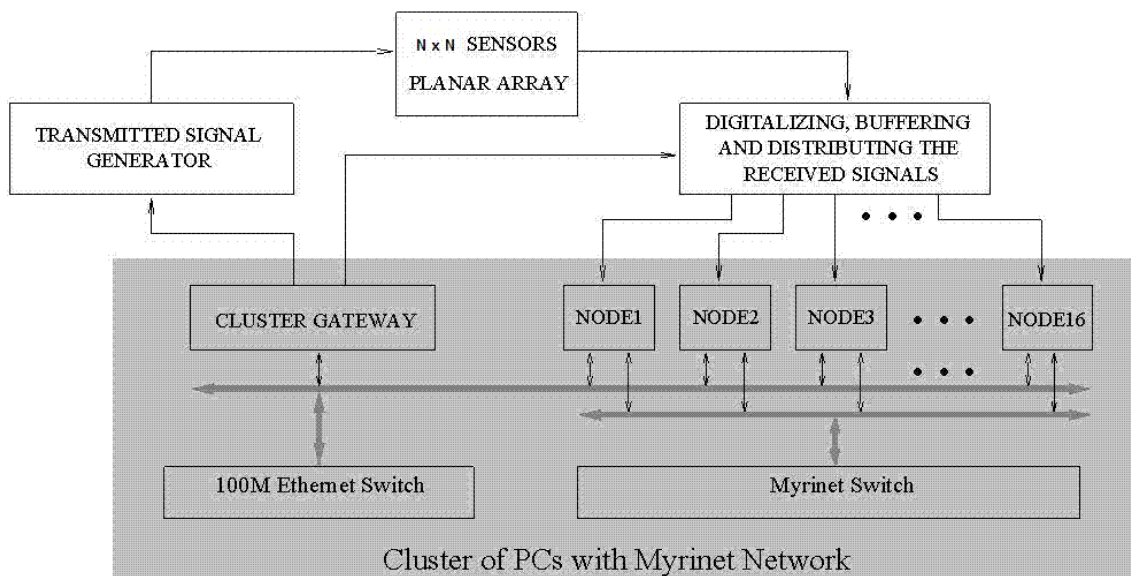 N x N SENSORS
PLANAR ARRAY
TRANSMITTED SIGNAL
GENERATOR
DIGITALIZING, BUFFERING
AND DISTRIBUTING THE
RECEIVED SIGNALS
CLUSTER GATEWAY
NODE1
NODE2
NODE3
NODE16
100M Ethernet Switch
Myrinet Switch
Cluster of PCs with Myrinet Network